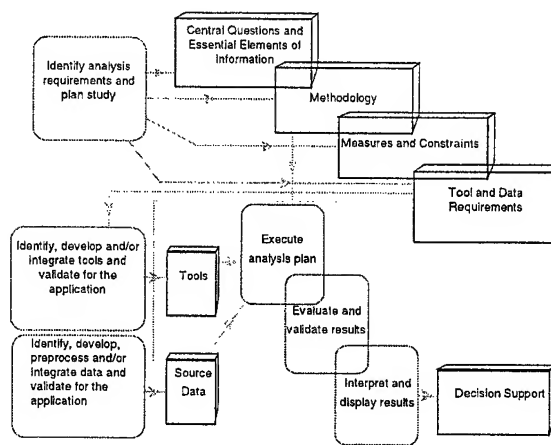 Central Questions and
Essential Elements of
Information
Identify analysis
requirements and
plan study
Methodology
Measures and Constraints
Tool and Data
Requirements
Identify, develop and/or
integrate tools and
validate for the
application
Tools
Execute
analysis plan
Evaluate and
validate results
Identify, develop,
preprocess and/or
integrate data and
validate for the
application
Source
Data
Interpret and
display results
Decision Support